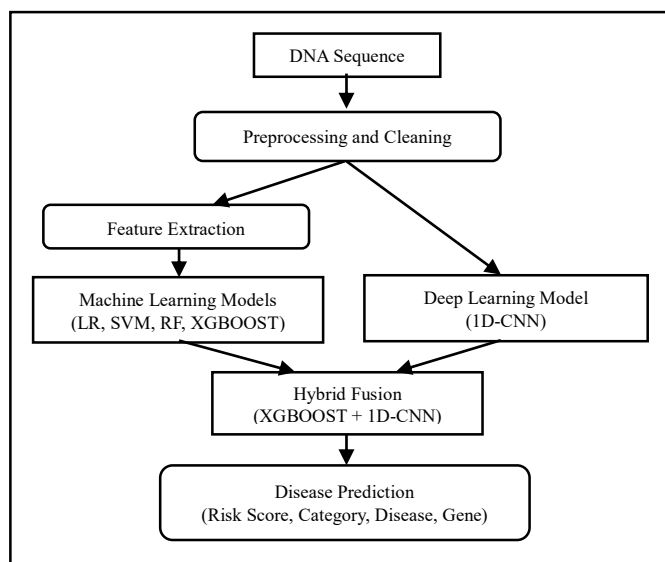 DNA Sequence
Preprocessing and Cleaning
Feature Extraction
Machine Learning Models
(LR, SVM, RF, XGBOOST)
Deep Learning Model
(1D-CNN)
Hybrid Fusion
(XGBOOST + 1D-CNN)
Disease Prediction
(Risk Score, Category, Disease, Gene)